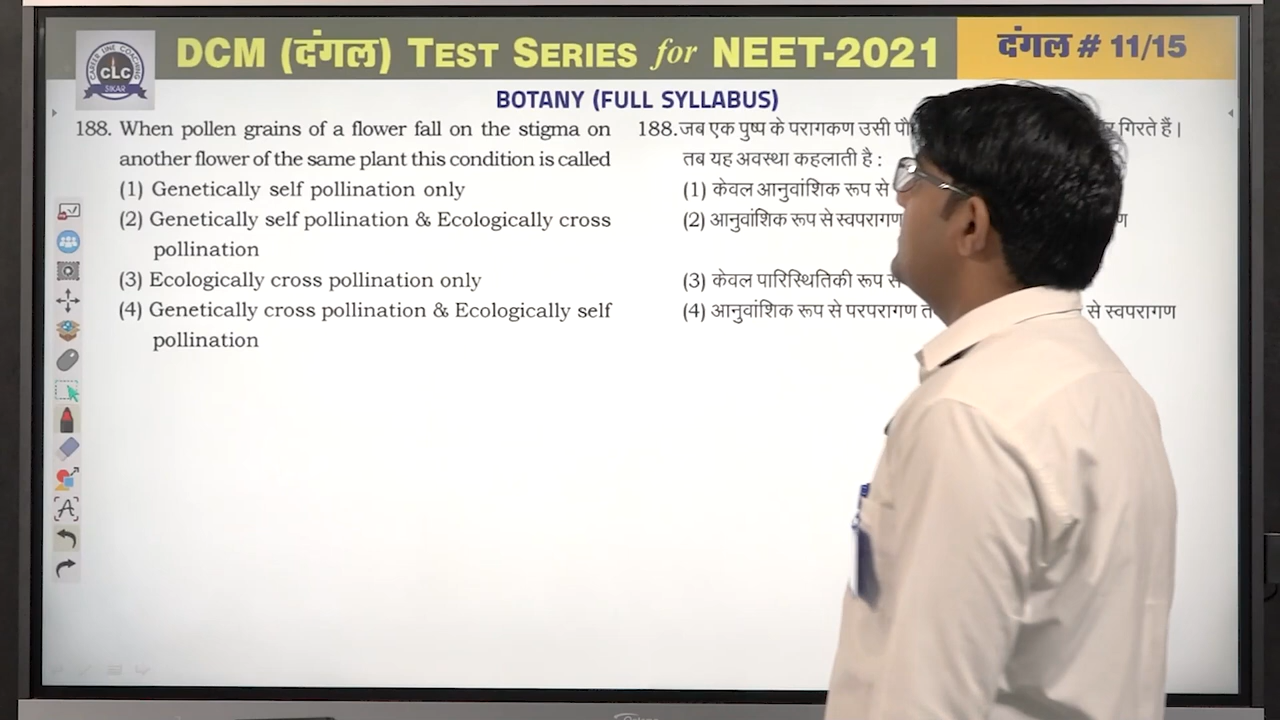 DCM (दंगल) TEST SERIES for NEET-2021
दंगल # 11/15
CAREER LINE COACHING
CLC
SIKAR
BOTANY (FULL SYLLABUS)
188. When pollen grains of a flower fall on the stigma on
another flower of the same plant this condition is called
(1) Genetically self pollination only
(2) Genetically self pollination & Ecologically cross
pollination
(3) Ecologically cross pollination only
(4) Genetically cross pollination & Ecologically self
pollination
188. जब एक पुष्प के परागकण उसी गिरते हैं।
तब यह अवस्था कहलाती है :
(1) केवल आनुवांशिक रूप से
(2) आनुवांशिक रूप से स्वपरागण
(3) केवल पारिस्थितिकी रूप
(4) आनुवांशिक रूप से परपरागण से स्वपरागण